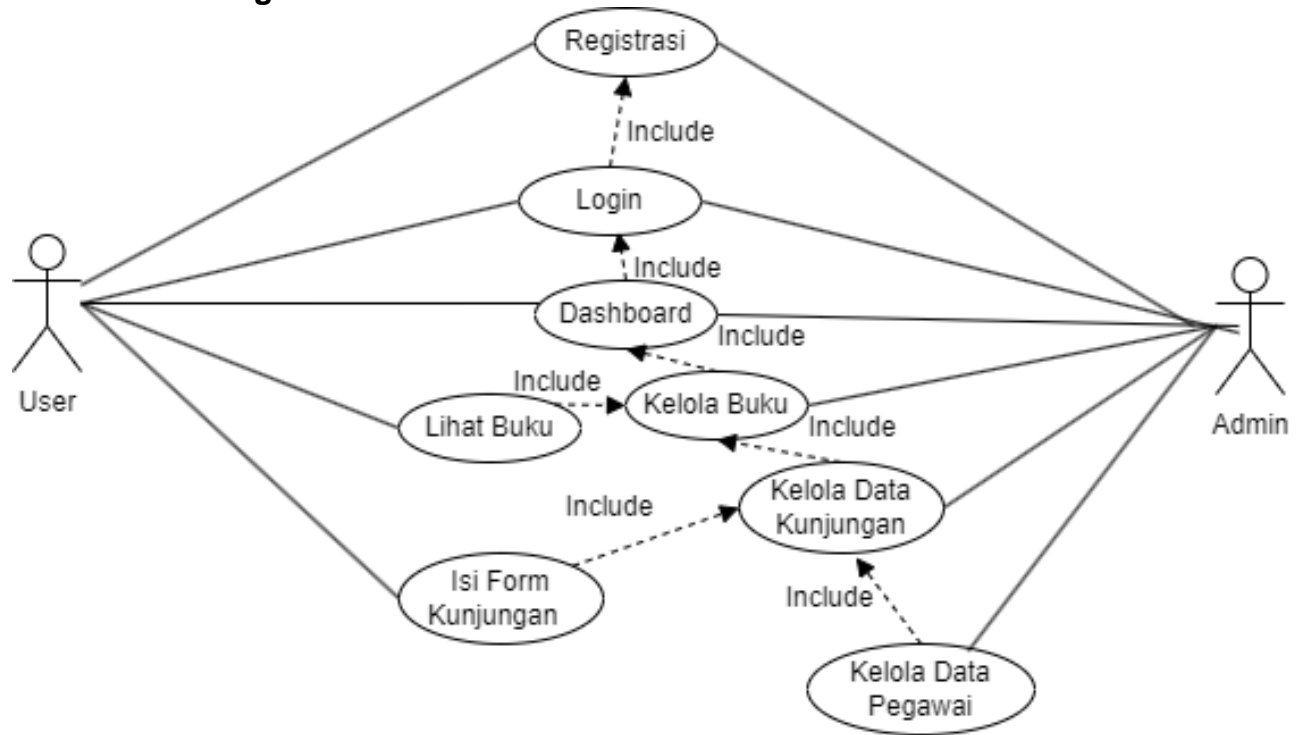 Registrasi
Include
Login
Include
Dashboard
Include
Include
Kelola Buku
User
Lihat Buku
Include
Admin
Kelola Data
Kunjungan
Include
Isi Form
Kunjungan
Include
Kelola Data
Pegawai